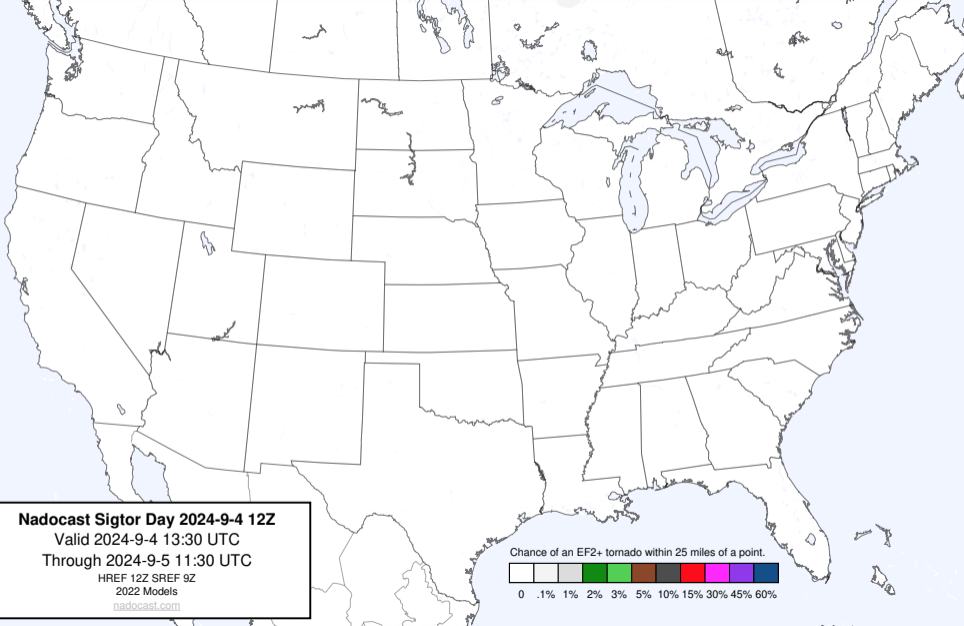 Nadocast Sigtor Day 2024-9-4 12Z
Valid 2024-9-4 13:30 UTC
Through 2024-9-5 11:30 UTC
HREF 12Z SREF 9Z
2022 Models
nadocast.com
Chance of an EF2+ tornado within 25 miles of a point.
0 .1% 1% 2% 3% 5% 10% 15% 30% 45% 60%